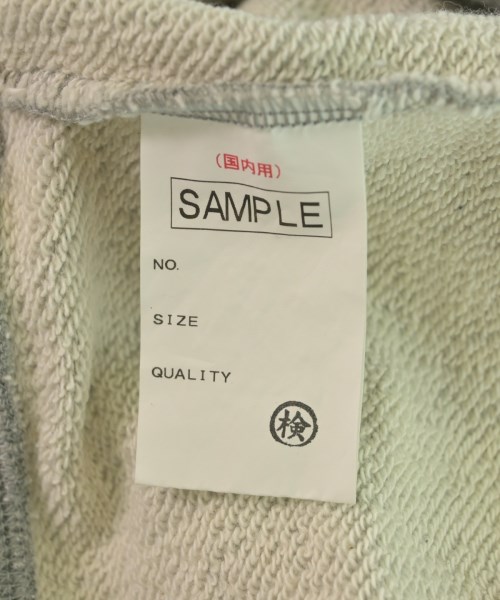 (国内用)
SAMPLE
NO.
SIZE
QUALITY
検